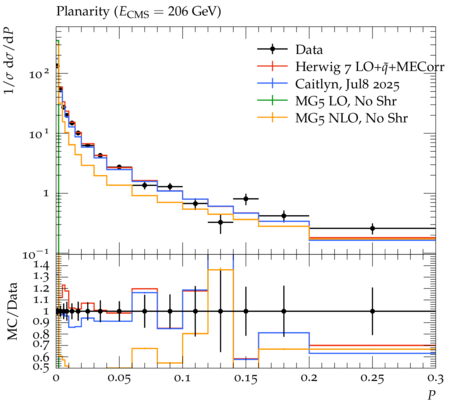 Planarity (E_CMS = 206 GeV)
1/σ dσ/dP
Data
Herwig 7 LO+q̄+MECorr
Caitlyn, Jul8 2025
MG5 LO, No Shr
MG5 NLO, No Shr
10²
10¹
1
10⁻¹
MC/Data
1.4
1.3
1.2
1.1
1
0.9
0.8
0.7
0.6
0.5
0 0.05 0.1 0.15 0.2 0.25 0.3
P